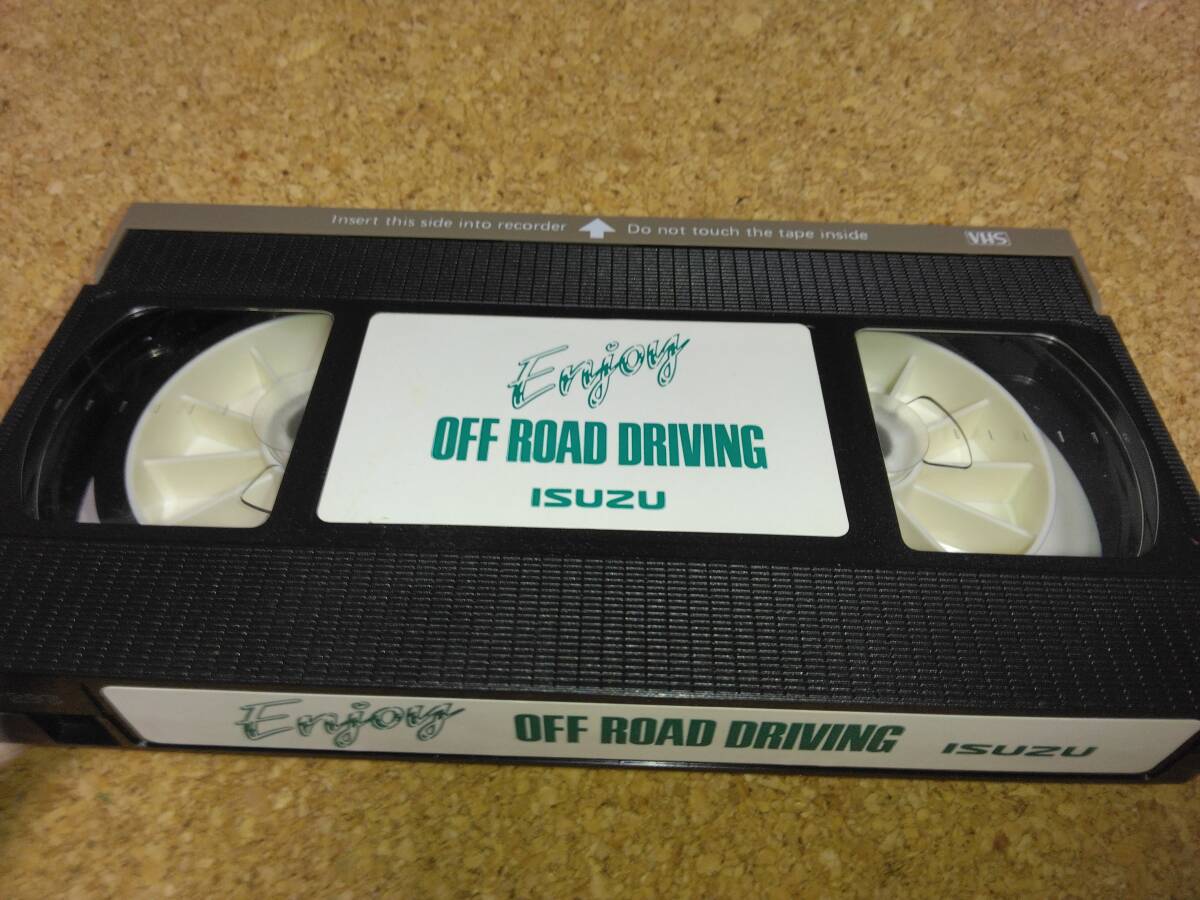 Insert this side into recorder Do not touch the tape inside VHS
Enjoy
OFF ROAD DRIVING
ISUZU
Enjoy OFF ROAD DRIVING ISUZU